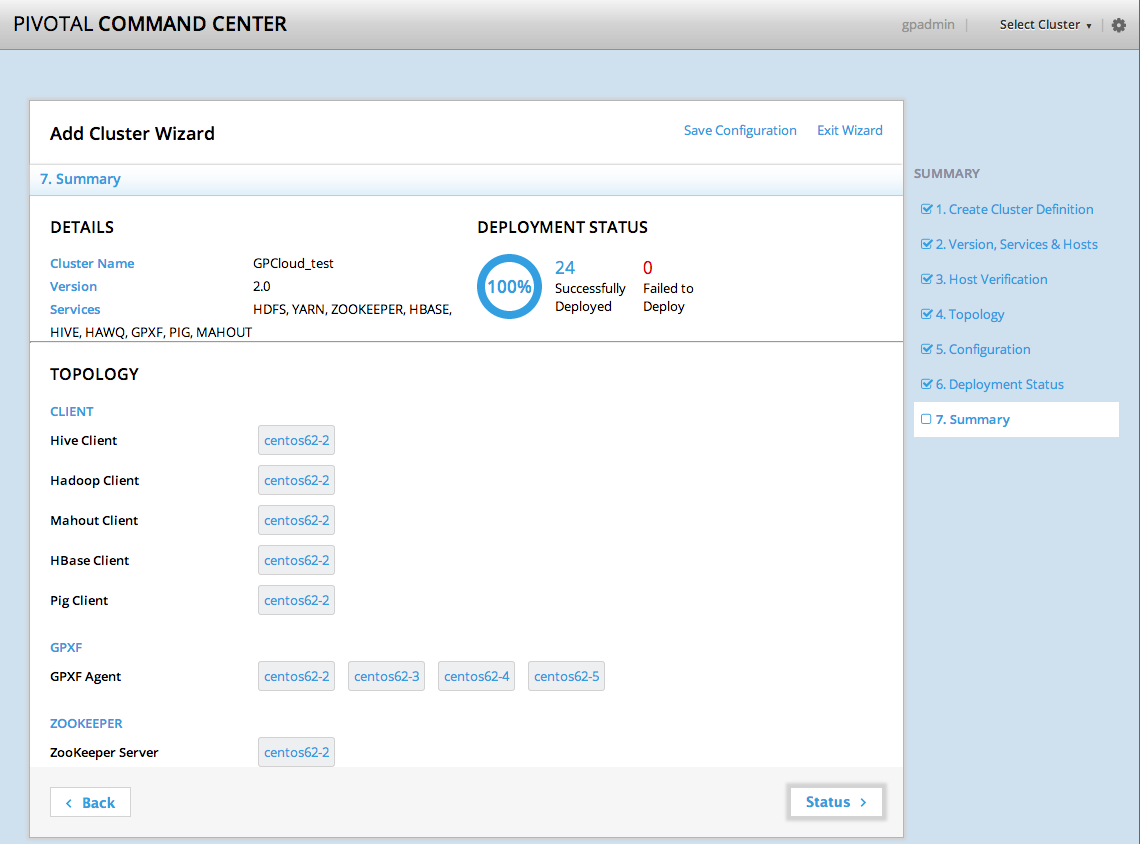 PIVOTAL COMMAND CENTER
gpadmin
Select Cluster
Add Cluster Wizard
Save Configuration
Exit Wizard
7. Summary
DETAILS
Cluster Name GPCloud_test
Version 2.0
Services HDFS, YARN, ZOOKEEPER, HBASE,
HIVE, HAWQ, GPXF, PIG, MAHOUT
DEPLOYMENT STATUS
100%
24
Successfully
Deployed
0
Failed to
Deploy
TOPOLOGY
CLIENT
Hive Client centos62-2
Hadoop Client centos62-2
Mahout Client centos62-2
HBase Client centos62-2
Pig Client centos62-2
GPXF
GPXF Agent centos62-2 centos62-3 centos62-4 centos62-5
ZOOKEEPER
ZooKeeper Server centos62-2
Back
Status
SUMMARY
1. Create Cluster Definition
2. Version, Services & Hosts
3. Host Verification
4. Topology
5. Configuration
6. Deployment Status
7. Summary